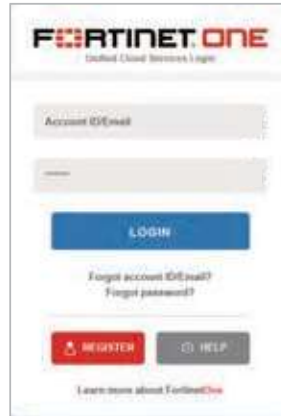 FORTINET ONE
Unified Cloud Services Login
Account ID/Email
LOGIN
Forgot account ID/Email?
Forgot password?
REGISTER
HELP
Learn more about FortinetOne